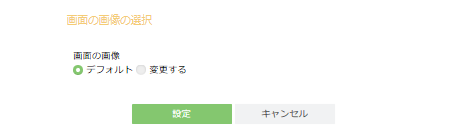 画面の画像の選択
画面の画像
デフォルト 変更する
設定 キャンセル